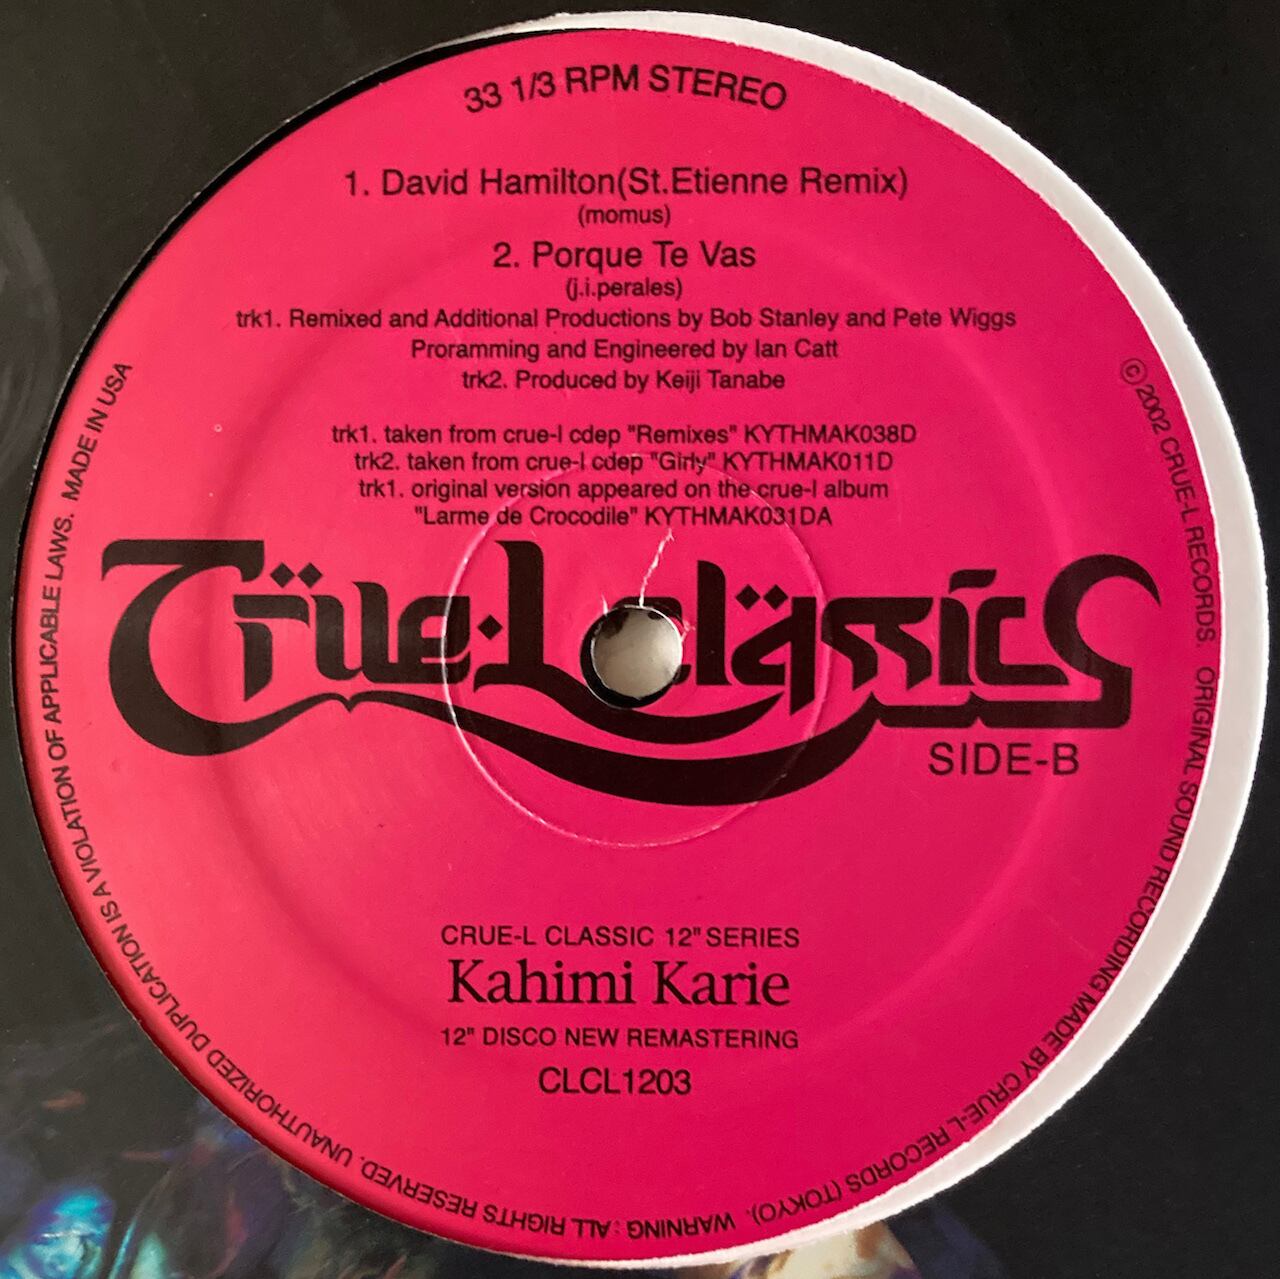 33 1/3 RPM STEREO
1. David Hamilton(St.Etienne Remix)
(momus)
2. Porque Te Vas
(j.i.perales)
trk1. Remixed and Additional Productions by Bob Stanley and Pete Wiggs
Proramming and Engineered by Ian Catt
trk2. Produced by Keiji Tanabe
trk1. taken from crue-l cdep "Remixes" KYTHMAK038D
trk2. taken from crue-l cdep "Girly" KYTHMAK011D
trk1. original version appeared on the crue-l album
"Larme de Crocodile" KYTHMAK031DA
Crüe-L clässics
SIDE-B
CRUE-L CLASSIC 12" SERIES
Kahimi Karie
12" DISCO NEW REMASTERING
CLCL1203
©2002 CRUE-L RECORDS. ORIGINAL SOUND RECORDING MADE BY CRUE-L RECORDS (TOKYO). WARNING : ALL RIGHTS RESERVED. UNAUTHORIZED DUPLICATION IS A VIOLATION OF APPLICABLE LAWS. MADE IN USA